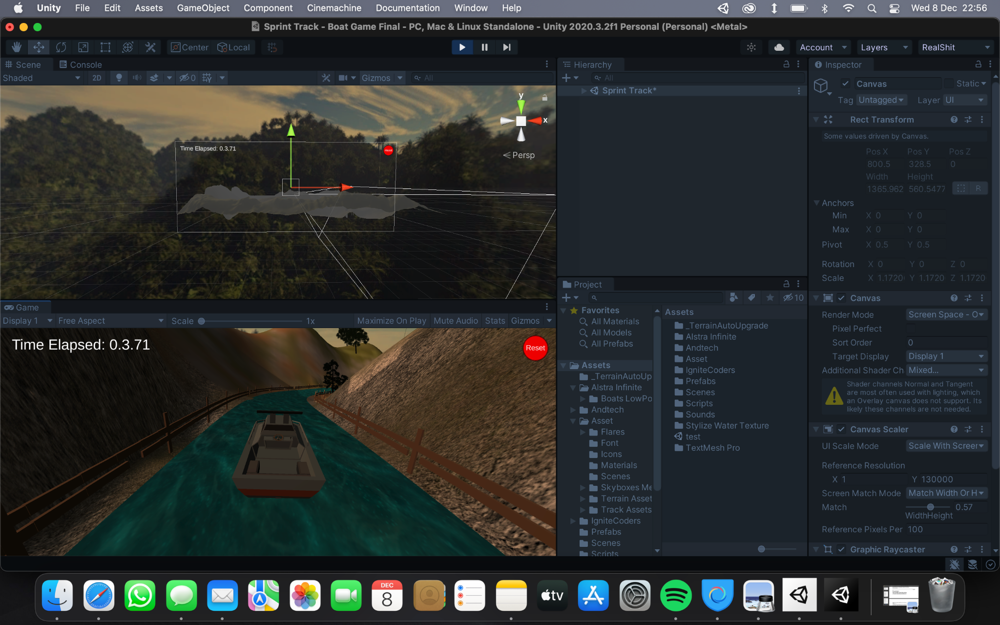 Unity File Edit Assets GameObject Component Cinemachine Documentation Window Help Wed 8 Dec 22:56
Sprint Track - Boat Game Final - PC, Mac & Linux Standalone - Unity 2020.3.2f1 Personal (Personal) <Metal>
Center Local Account Layers RealShit
Scene Console
Shaded 2D 0 Gizmos All
y
x
Persp
Time Elapsed: 0.3.71
Game
Display 1 Free Aspect Scale 1x Maximize On Play Mute Audio Stats Gizmos
Time Elapsed: 0.3.71
Reset
Hierarchy
All
Sprint Track*
Project
10
Favorites
All Materials
All Models
All Prefabs
Assets
_TerrainAutoUp
Alstra Infinite
Boats LowPo
Andtech
Asset
Flares
Font
Icons
Materials
Scenes
Skyboxes Me
Terrain Asset
Track Assets
IgniteCoders
Prefabs
Scenes
Scripts
Assets
_TerrainAutoUpgrade
Alstra Infinite
Andtech
Asset
IgniteCoders
Prefabs
Scenes
Scripts
Sounds
Stylize Water Texture
test
TextMesh Pro
Inspector
Canvas Static
Tag Untagged Layer UI
Rect Transform
Some values driven by Canvas.
Pos X Pos Y Pos Z
800.5 328.5 0
Width Height
1365.962 560.5477 R
Anchors
Min X 0 Y 0
Max X 0 Y 0
Pivot X 0.5 Y 0.5
Rotation X 0 Y 0 Z 0
Scale X 1.1720 Y 1.1720 Z 1.1720
Canvas
Render Mode Screen Space - O
Pixel Perfect
Sort Order 0
Target Display Display 1
Additional Shader Ch Mixed...
Shader channels Normal and Tangent
are most often used with lighting, which
an Overlay canvas does not support. Its
likely these channels are not needed.
Canvas Scaler
UI Scale Mode Scale With Screen
Reference Resolution
X 1 Y 130000
Screen Match Mode Match Width Or H
Match 0.57
WidthHeight
Reference Pixels Per 100
Graphic Raycaster
DEC
8
tv